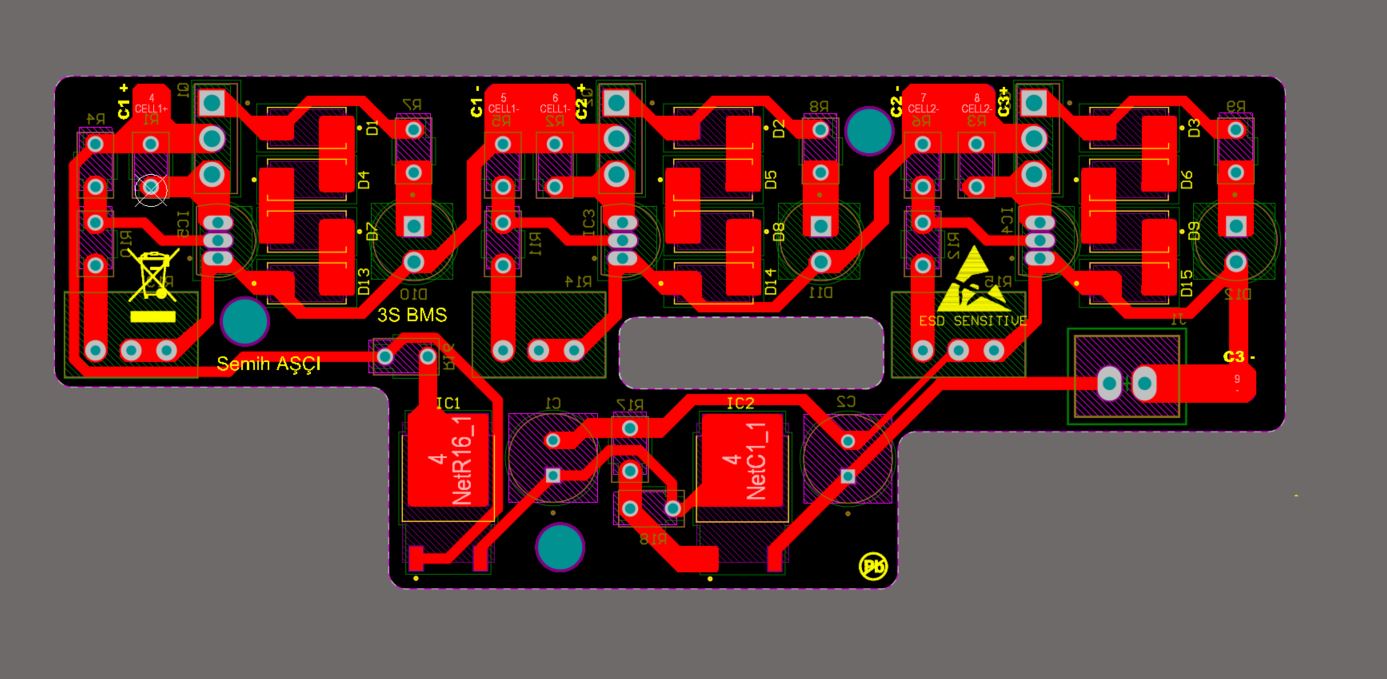 C1 +
4
CELL1+
Q1
R4
R1
D1
R7
C1 -
5
CELL1-
6
CELL1-
C2 +
R5
R2
D2
R8
C2 -
7
CELL2-
8
CELL2-
C3+
R6
R3
D3
R9
D4
D5
D6
R10
IC5
D7
R11
IC3
D8
R12
IC4
D9
D13
D10
R14
D14
D11
R15
D15
D12
3S BMS
ESD SENSITIVE
J1
Semih AŞÇI
C3 -
9
-
IC1
C1
R17
IC2
C2
4
NetR16_1
4
NetC1_1
R18
Pb